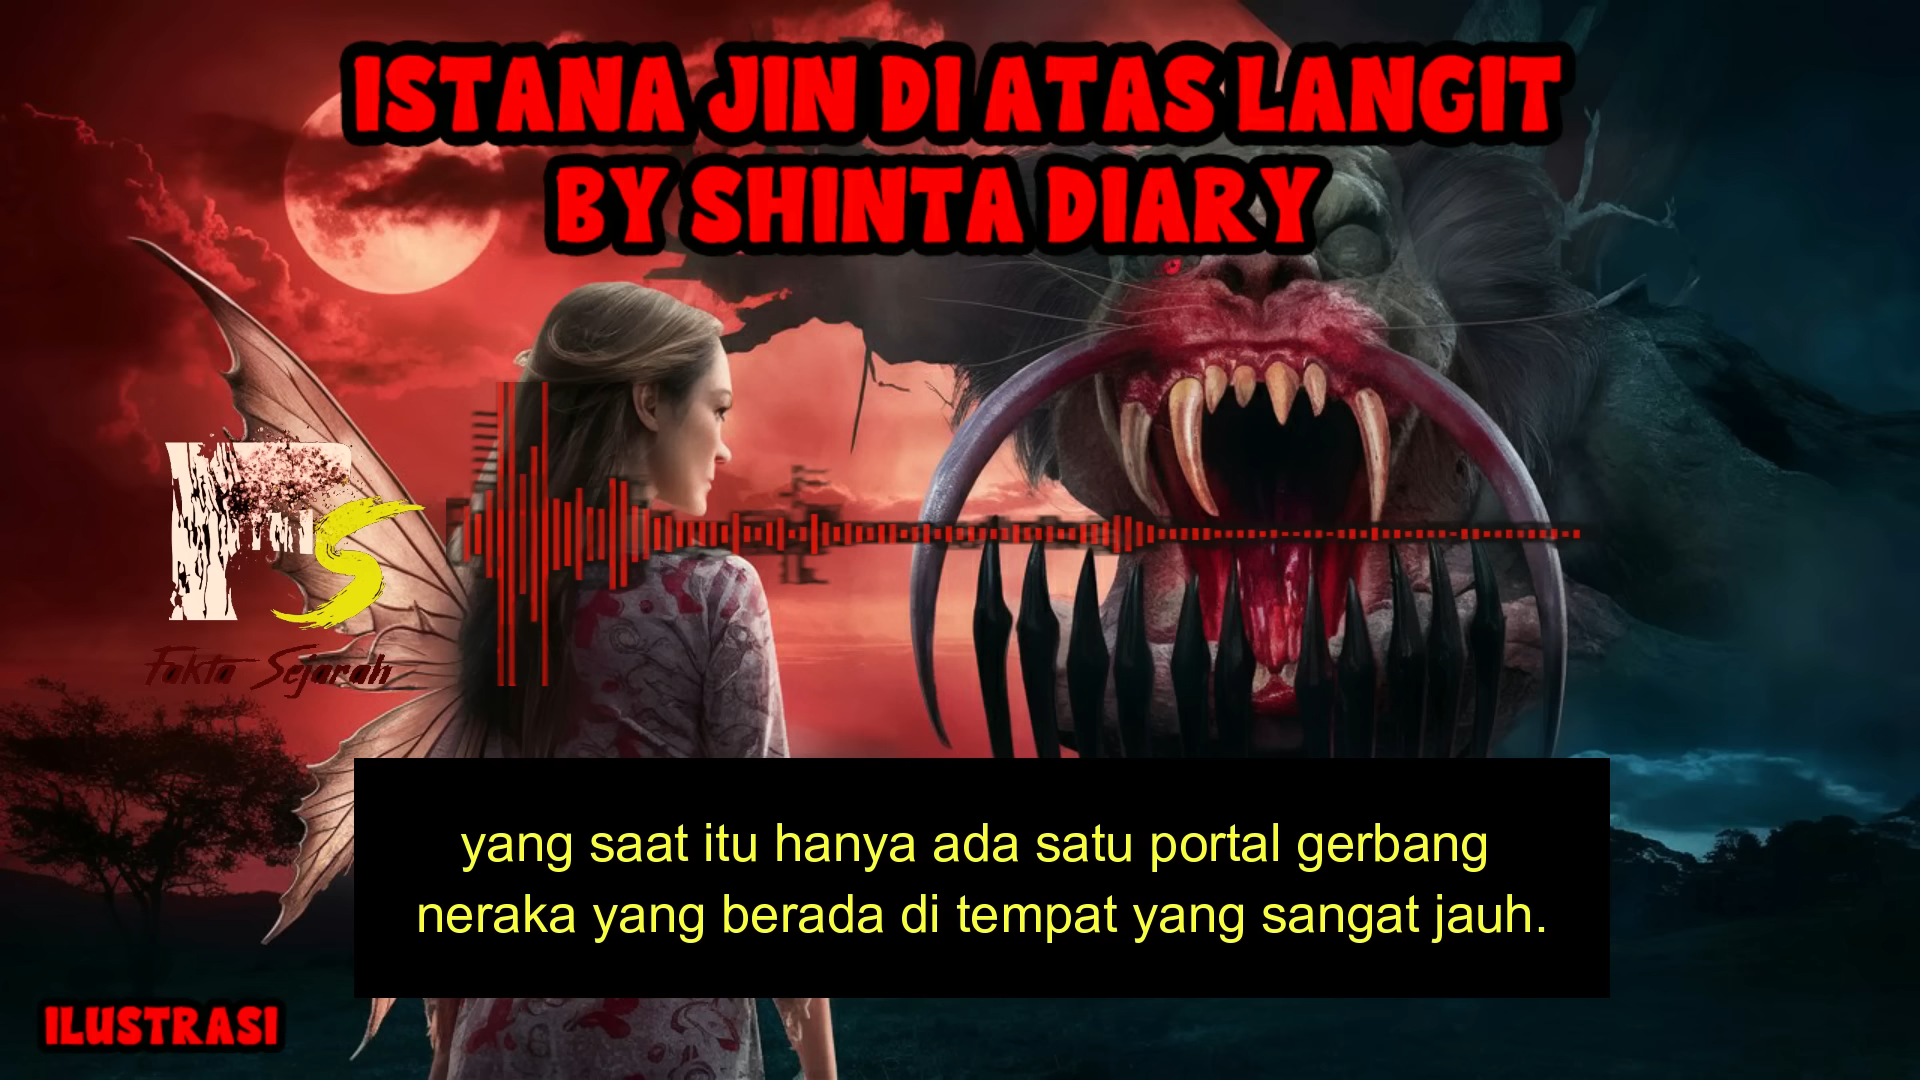 ISTANA JIN DI ATAS LANGIT
BY SHINTA DIARY
FS
Fakta Sejarah
yang saat itu hanya ada satu portal gerbang
neraka yang berada di tempat yang sangat jauh.
ILUSTRASI